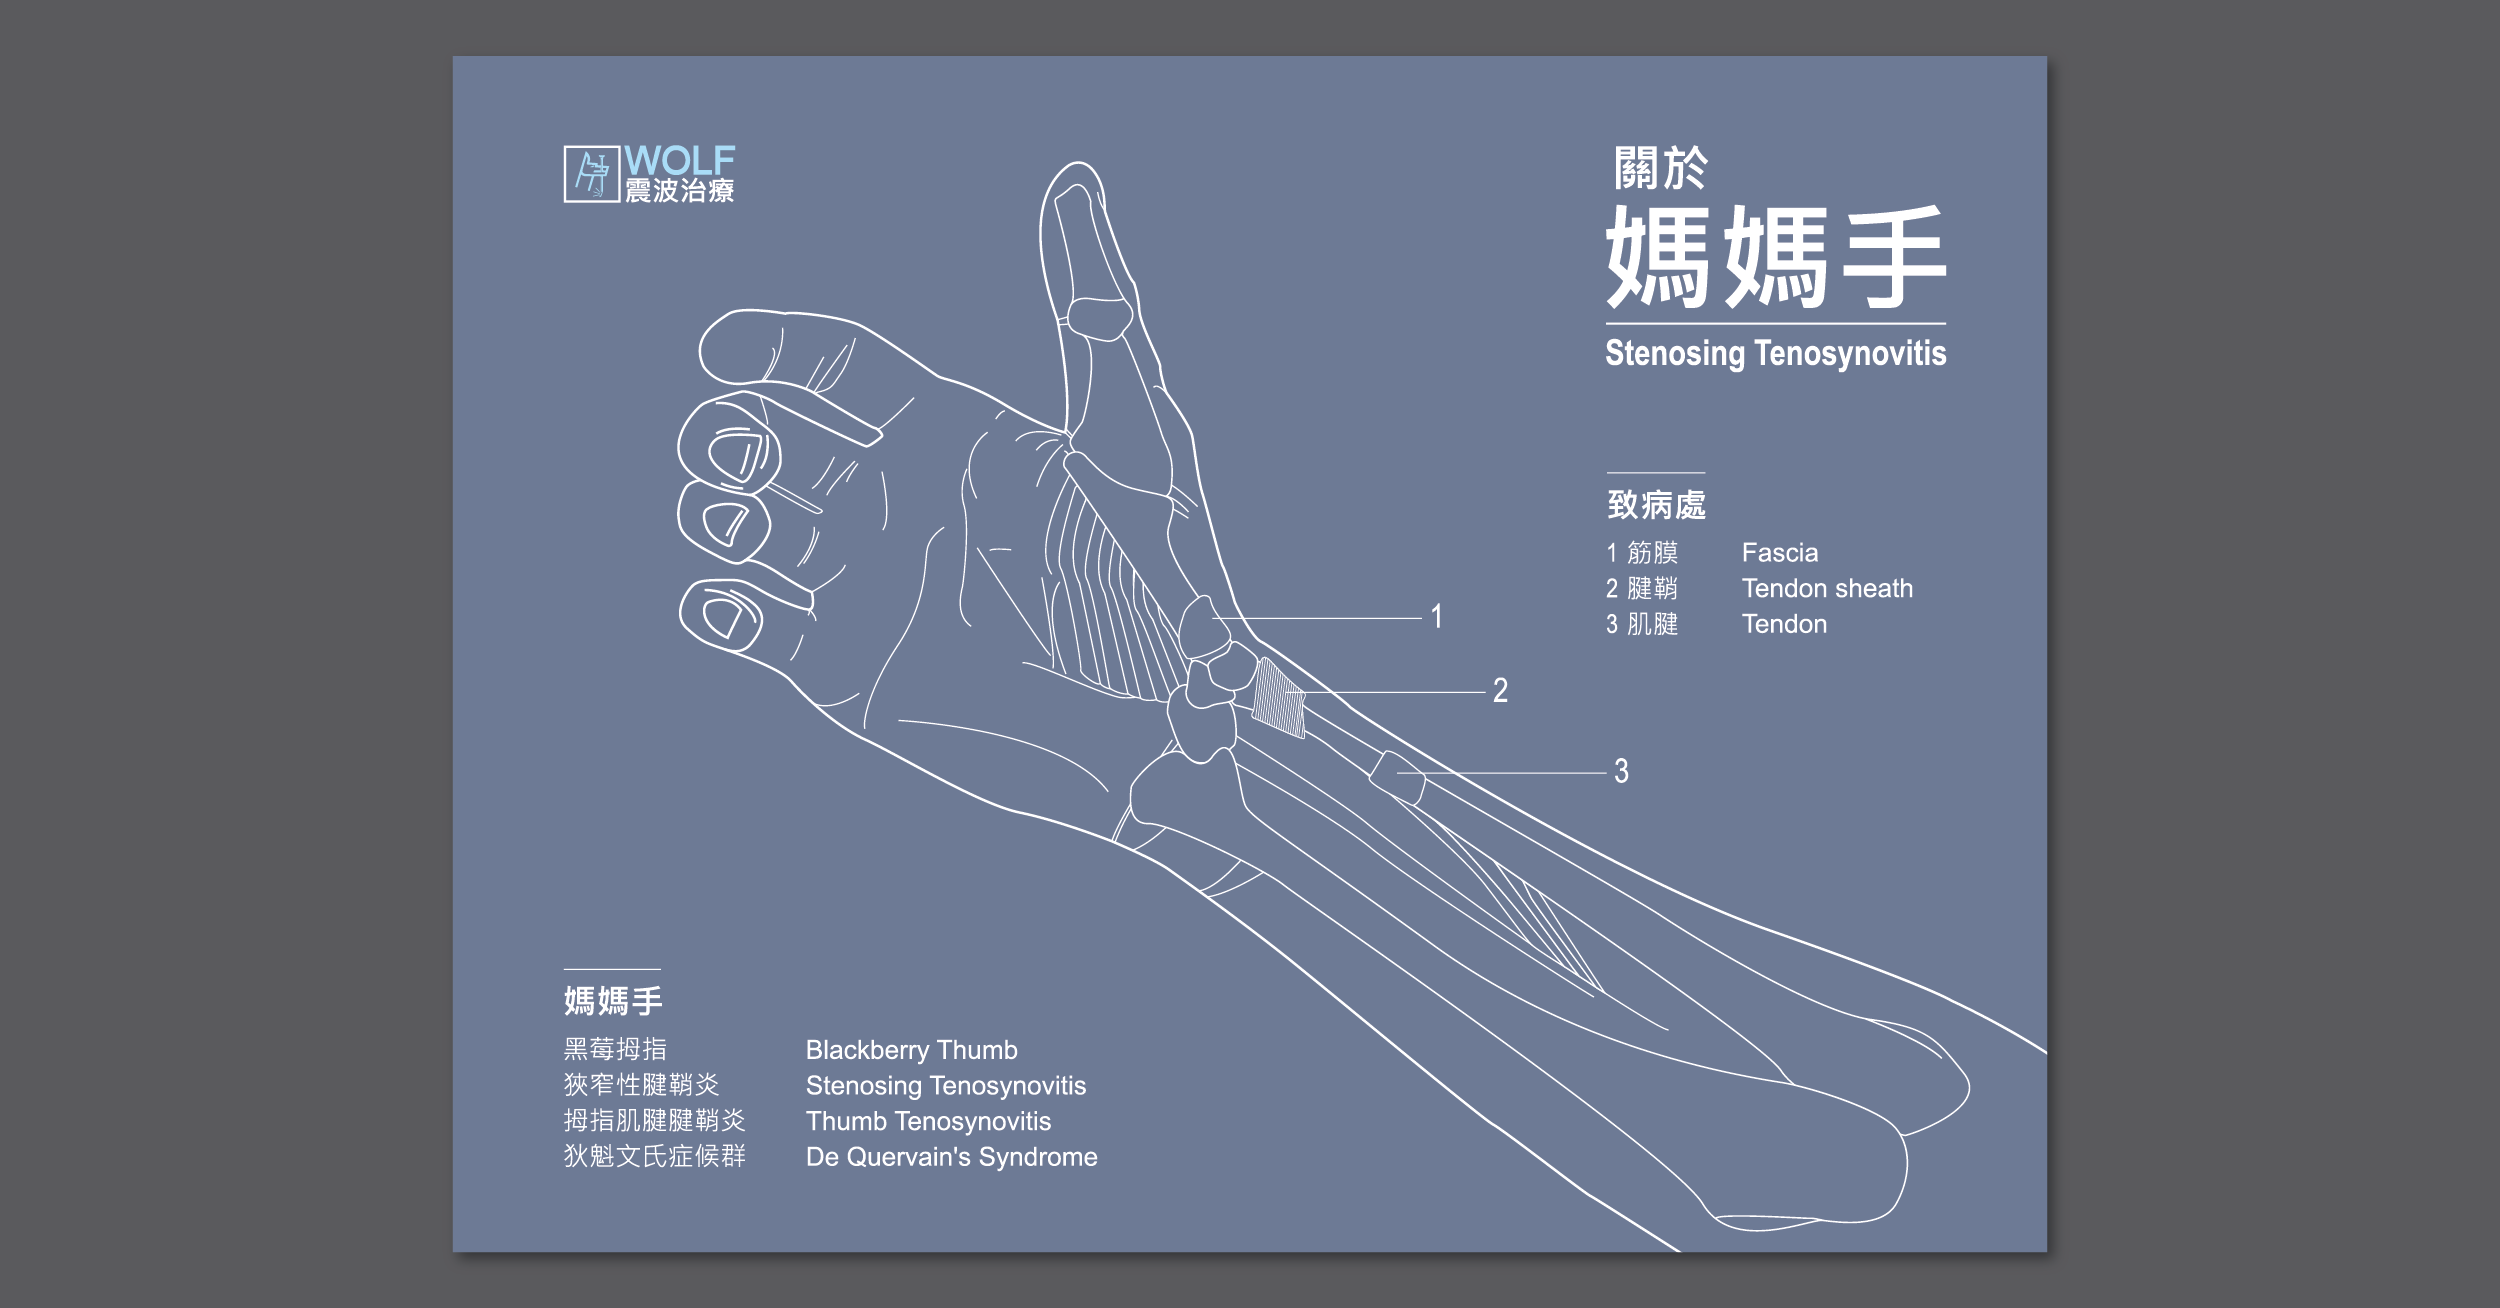 WOLF
震波治療
關於
媽媽手
Stenosing Tenosynovitis
致病處
1 筋膜 Fascia
2 腱鞘 Tendon sheath
3 肌腱 Tendon
1
2
3
媽媽手
黑莓拇指 Blackberry Thumb
狹窄性腱鞘炎 Stenosing Tenosynovitis
拇指肌腱腱鞘炎 Thumb Tenosynovitis
狄魁文氏症候群 De Quervain's Syndrome